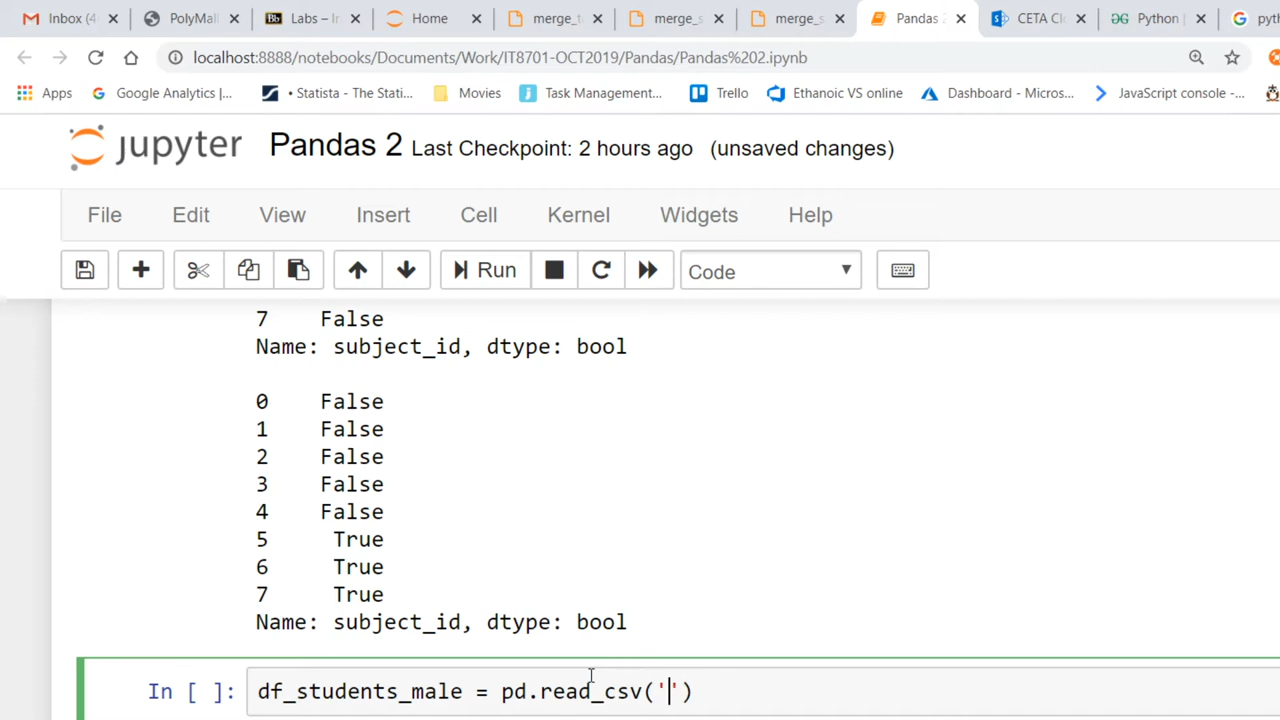 Inbox (4 PolyMal Labs – I Home merge_t merge_s merge_s Pandas CETA Cl Python | pyt
localhost:8888/notebooks/Documents/Work/IT8701-OCT2019/Pandas/Pandas%202.ipynb
Apps Google Analytics |... • Statista - The Stati... Movies Task Management... Trello Ethanoic VS online Dashboard - Micros... JavaScript console -...
jupyter Pandas 2 Last Checkpoint: 2 hours ago (unsaved changes)
File Edit View Insert Cell Kernel Widgets Help
Run Code
7 False
Name: subject_id, dtype: bool
0 False
1 False
2 False
3 False
4 False
5 True
6 True
7 True
Name: subject_id, dtype: bool
In [ ]: df_students_male = pd.read_csv('')